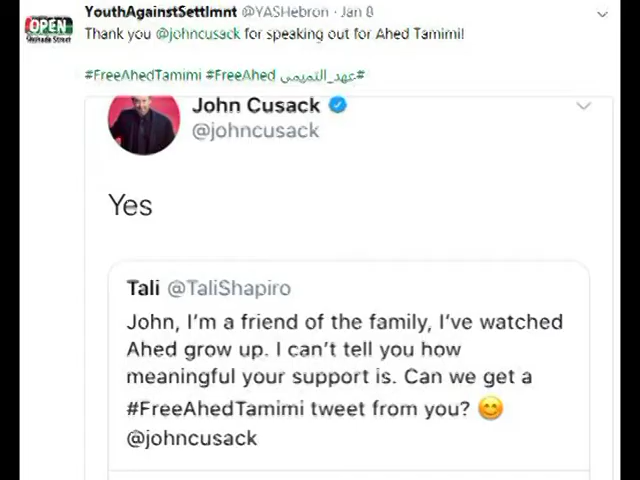 OPEN
Shuhada Street
YouthAgainstSettlmnt @YASHebron · Jan 8
Thank you @johncusack for speaking out for Ahed Tamimi!
#FreeAhedTamimi #FreeAhed #عهد_التميمي
John Cusack
@johncusack
Yes
Tali @TaliShapiro
John, I'm a friend of the family, I've watched
Ahed grow up. I can't tell you how
meaningful your support is. Can we get a
#FreeAhedTamimi tweet from you? 😊
@johncusack